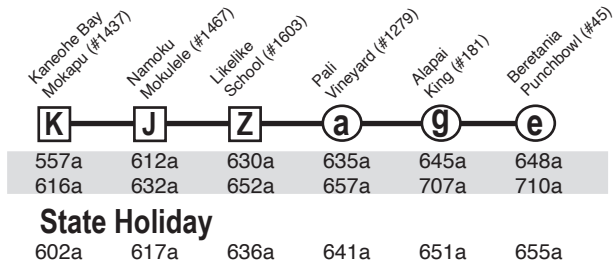 Kaneohe Bay
Mokapu (#1437)
Namoku
Mokulele (#1467)
Likelike
School (#1603)
Pali
Vineyard (#1279)
Alapai
King (#181)
Beretania
Punchbowl (#45)
K J Z a g e
557a 612a 630a 635a 645a 648a
616a 632a 652a 657a 707a 710a
State Holiday
602a 617a 636a 641a 651a 655a